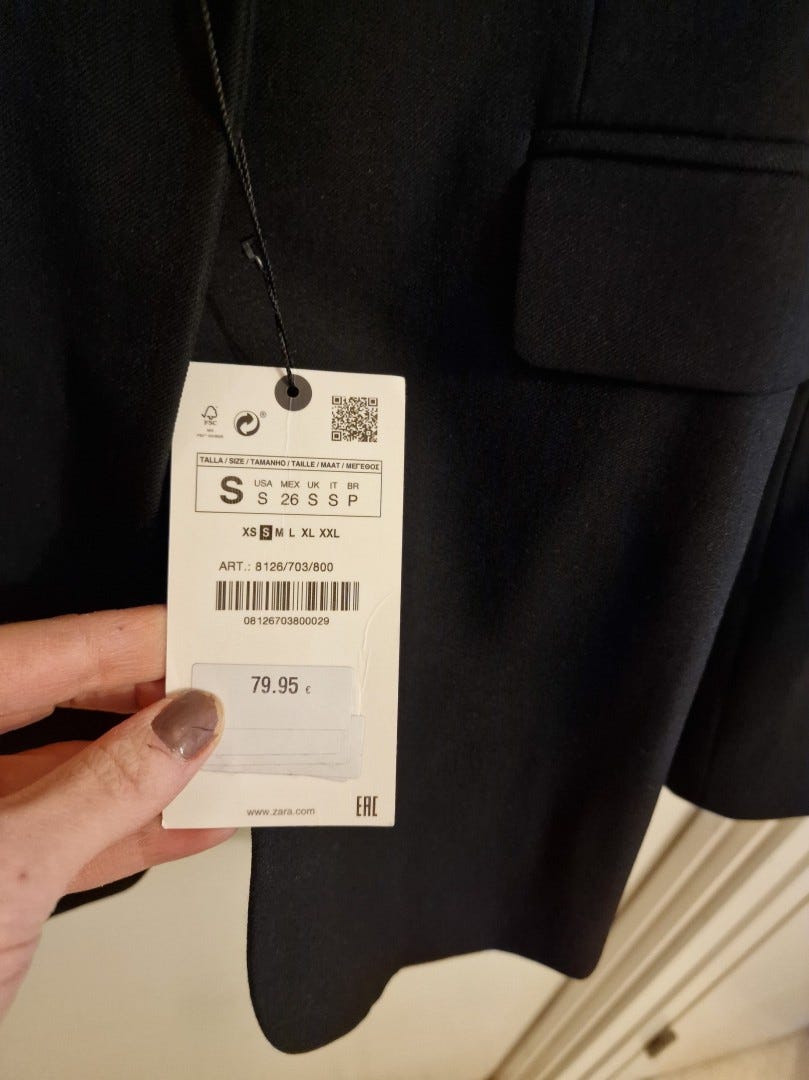 FSC
TALLA / SIZE / TAMANHO / TAILLE / MAAT / ΜΕΓΕΘΟΣ
S USA MEX UK IT BR
S 26 S S P
XS S M L XL XXL
ART.: 8126/703/800
08126703800029
79.95 €
www.zara.com
EAC